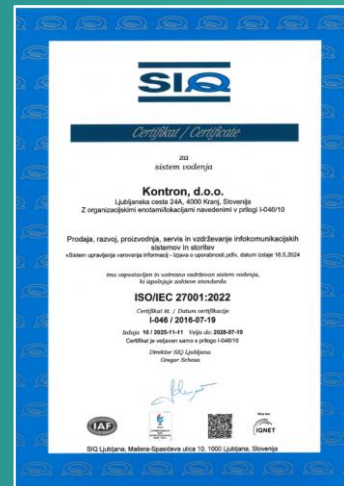 SIQ
Certifikat / Certificate
za
sistem vodenja
Kontron, d.o.o.
Ljubljanska cesta 24A, 4000 Kranj, Slovenija
Z organizacijskimi enotami/lokacijami navedenimi v prilogi I-046/10
Prodaja, razvoj, proizvodnja, servis in vzdrževanje infokomunikacijskih
sistemov in storitev
»Sistem upravljanja varovanja informacij - Izjava o uporabnosti.pdf«, datum izdaje 16.5.2024
ima vzpostavljen in ustrezno vzdrževan sistem vodenja,
ki izpolnjuje zahteve standarda
ISO/IEC 27001:2022
Certifikat št. / Datum certifikacije
I-046 / 2016-07-19
Izdaja: 10 / 2025-11-11 Velja do: 2028-07-19
Certifikat je veljaven samo s prilogo I-046/10
Direktor SIQ Ljubljana
Gregor Schoss
IAF
IQNET
SIQ Ljubljana, Mašera-Spasićeva ulica 10, 1000 Ljubljana, Slovenija